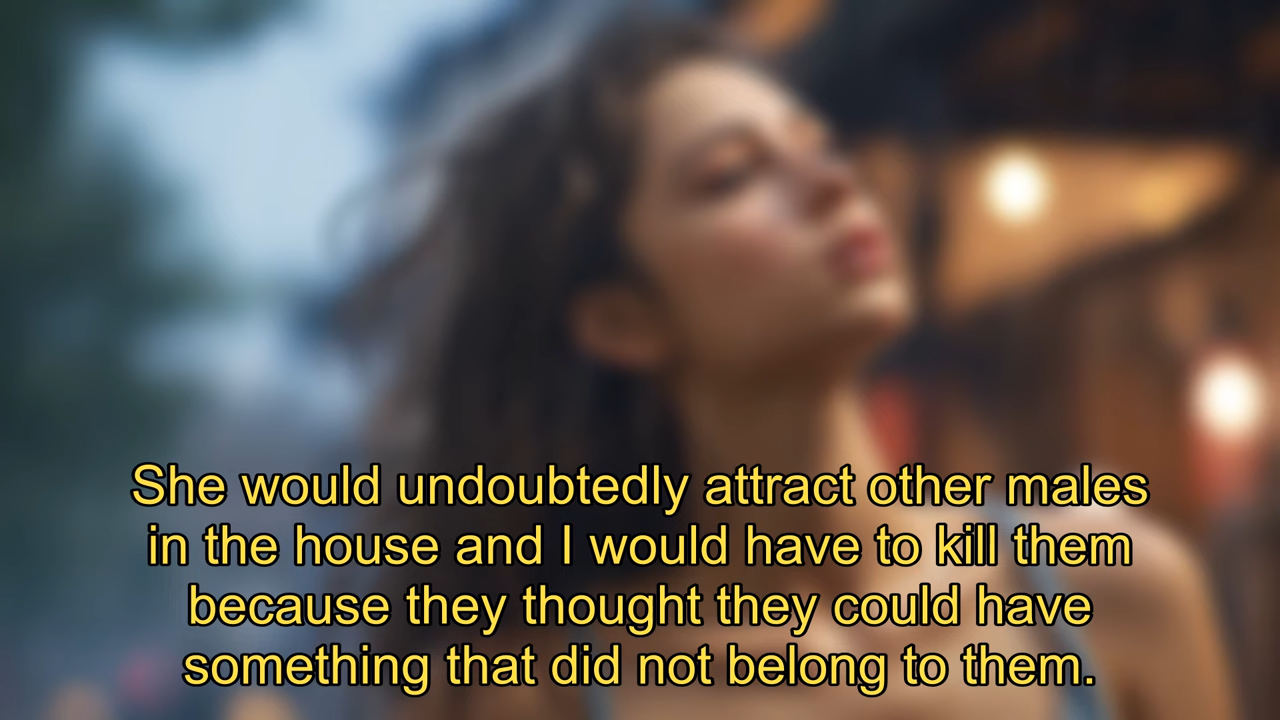 She would undoubtedly attract other males
in the house and I would have to kill them
because they thought they could have
something that did not belong to them.